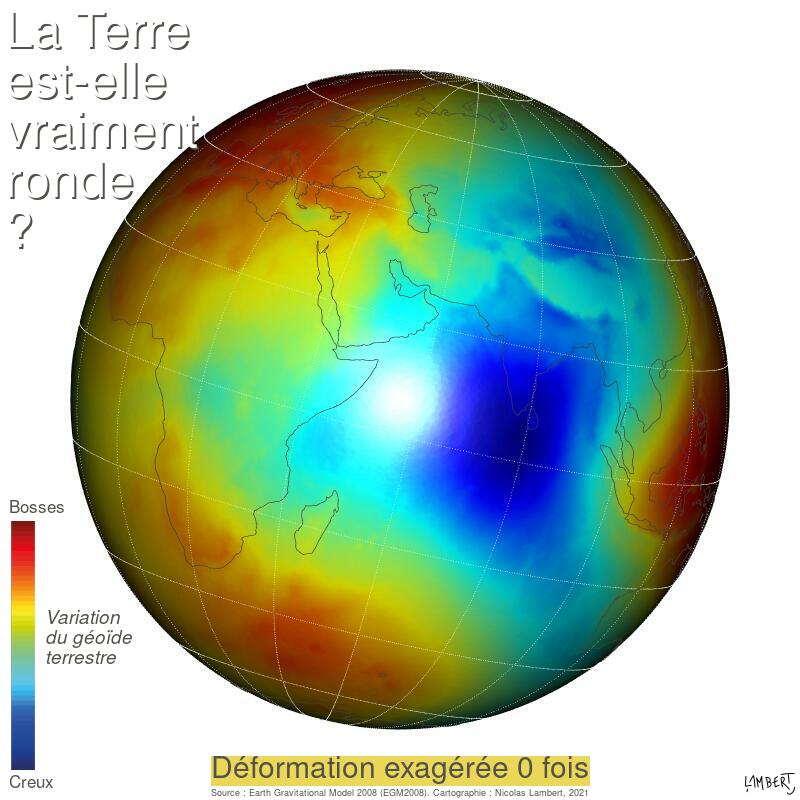 La Terre
est-elle
vraiment
ronde
?
Bosses
Variation
du géoïde
terrestre
Creux
Déformation exagérée 0 fois
Source : Earth Gravitational Model 2008 (EGM2008). Cartographie : Nicolas Lambert, 2021
LAMBERT